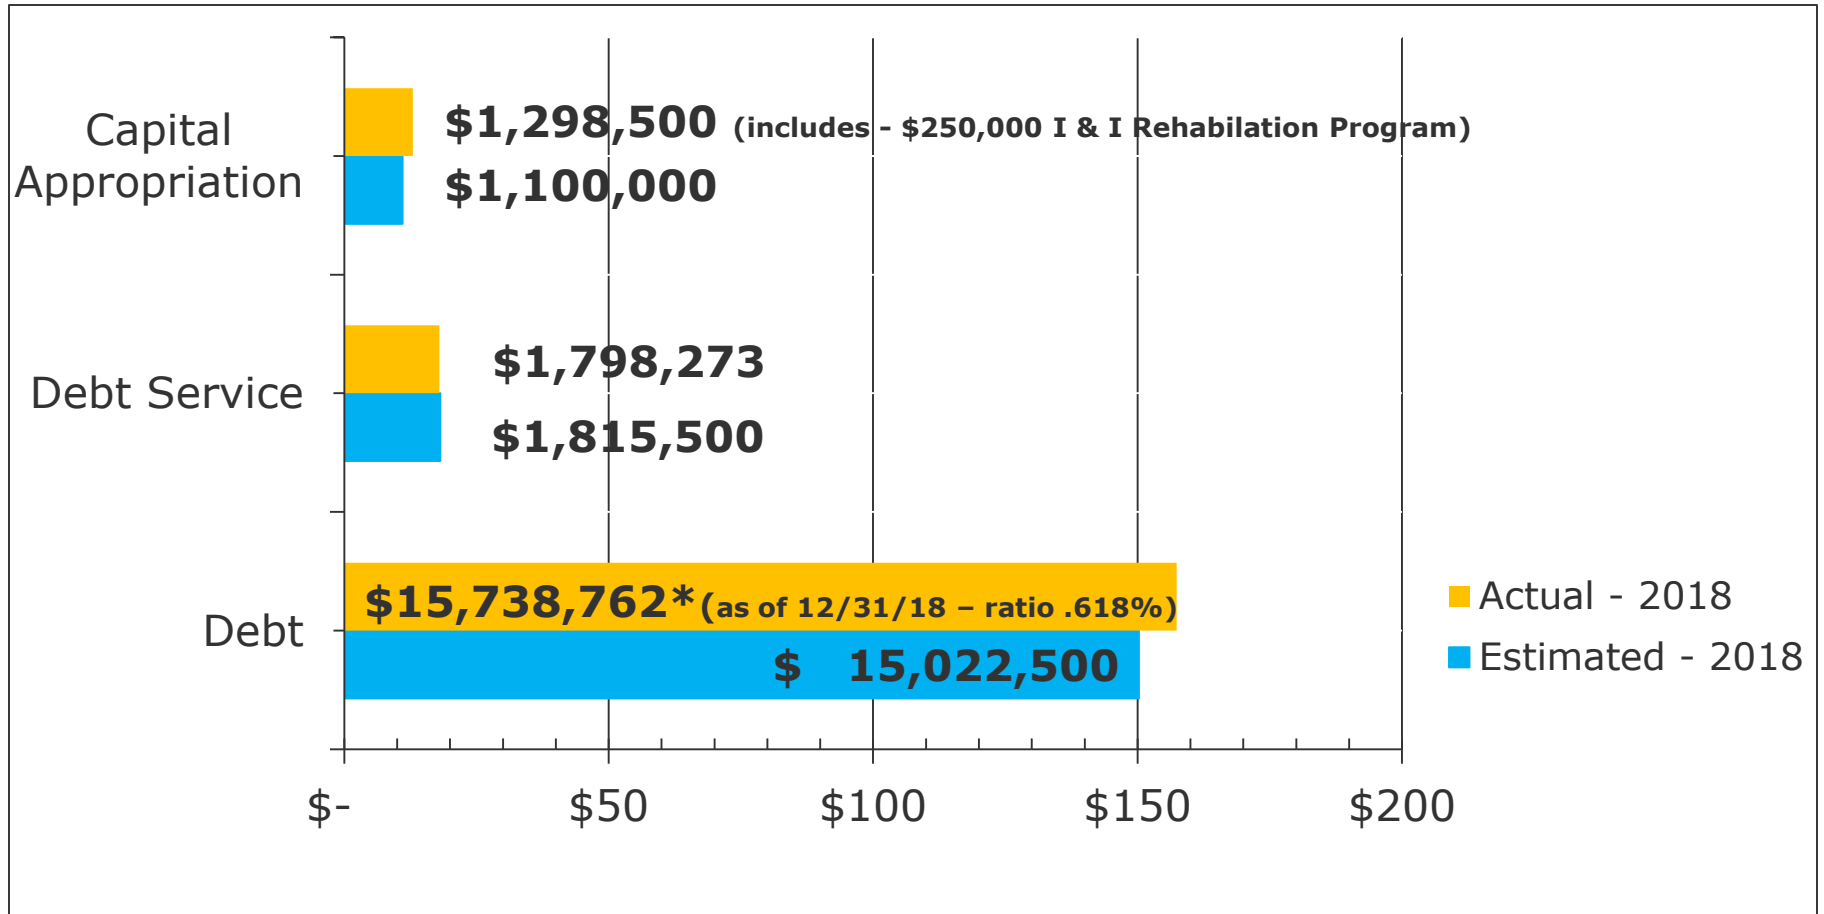 Capital
Appropriation
$1,298,500 (includes - $250,000 I & I Rehabilation Program)
$1,100,000
Debt Service
$1,798,273
$1,815,500
Debt
$15,738,762* (as of 12/31/18 – ratio .618%)
$ 15,022,500
Actual - 2018
Estimated - 2018
$- $50 $100 $150 $200